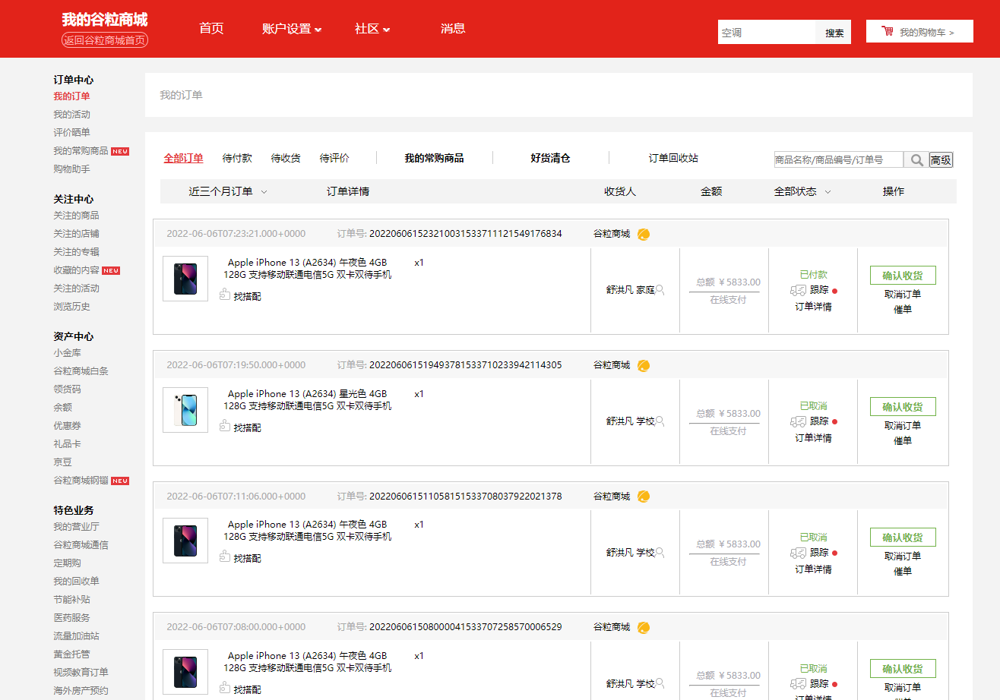 我的谷粒商城
返回谷粒商城首页
首页
账户设置
社区
消息
空调
搜索
我的购物车 >
订单中心
我的订单
我的活动
评价晒单
我的常购商品 NEW
购物助手
关注中心
关注的商品
关注的店铺
关注的专辑
收藏的内容 NEW
关注的活动
浏览历史
资产中心
小金库
谷粒商城白条
领货码
余额
优惠券
礼品卡
京豆
谷粒商城钢镚 NEW
特色业务
我的营业厅
谷粒商城通信
定期购
我的回收单
节能补贴
医药服务
流量加油站
黄金托管
视频教育订单
海外房产预约
我的订单
全部订单 待付款 待收货 待评价 我的常购商品 好货清仓 订单回收站 商品名称/商品编号/订单号 高级
近三个月订单 订单详情 收货人 金额 全部状态 操作
2022-06-06T07:23:21.000+0000 订单号: 202206061523210031533711121549176834 谷粒商城
Apple iPhone 13 (A2634) 午夜色 4GB x1
128G 支持移动联通电信5G 双卡双待手机
找搭配
舒洪凡 家庭
总额 ￥5833.00
在线支付
已付款
跟踪
订单详情
确认收货
取消订单
催单
2022-06-06T07:19:50.000+0000 订单号: 202206061519493781533710233942114305 谷粒商城
Apple iPhone 13 (A2634) 星光色 4GB x1
128G 支持移动联通电信5G 双卡双待手机
找搭配
舒洪凡 学校
总额 ￥5833.00
在线支付
已取消
跟踪
订单详情
确认收货
取消订单
催单
2022-06-06T07:11:06.000+0000 订单号: 202206061511058151533708037922021378 谷粒商城
Apple iPhone 13 (A2634) 午夜色 4GB x1
128G 支持移动联通电信5G 双卡双待手机
找搭配
舒洪凡 学校
总额 ￥5833.00
在线支付
已取消
跟踪
订单详情
确认收货
取消订单
催单
2022-06-06T07:08:00.000+0000 订单号: 202206061508000041533707258570006529 谷粒商城
Apple iPhone 13 (A2634) 午夜色 4GB x1
128G 支持移动联通电信5G 双卡双待手机
找搭配
舒洪凡 学校
总额 ￥5833.00
在线支付
已取消
跟踪
订单详情
确认收货
取消订单